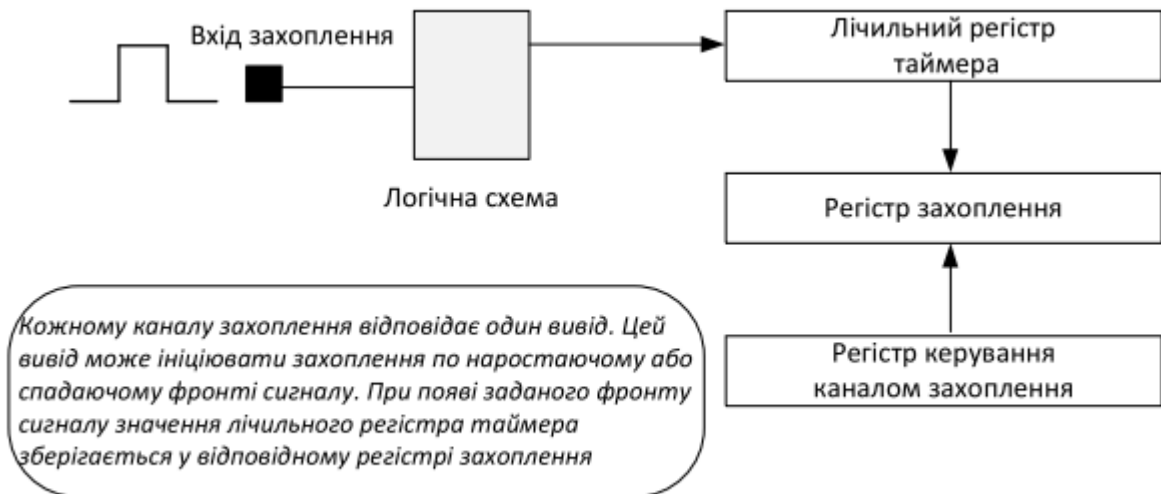 Вхід захоплення
Лічильний регістр
таймера
Логічна схема
Регістр захоплення
Кожному каналу захоплення відповідає один вивід. Цей
вивід може ініціювати захоплення по наростаючому або
спадаючому фронті сигналу. При появі заданого фронту
сигналу значення лічильного регістра таймера
зберігається у відповідному регістрі захоплення
Регістр керування
каналом захоплення